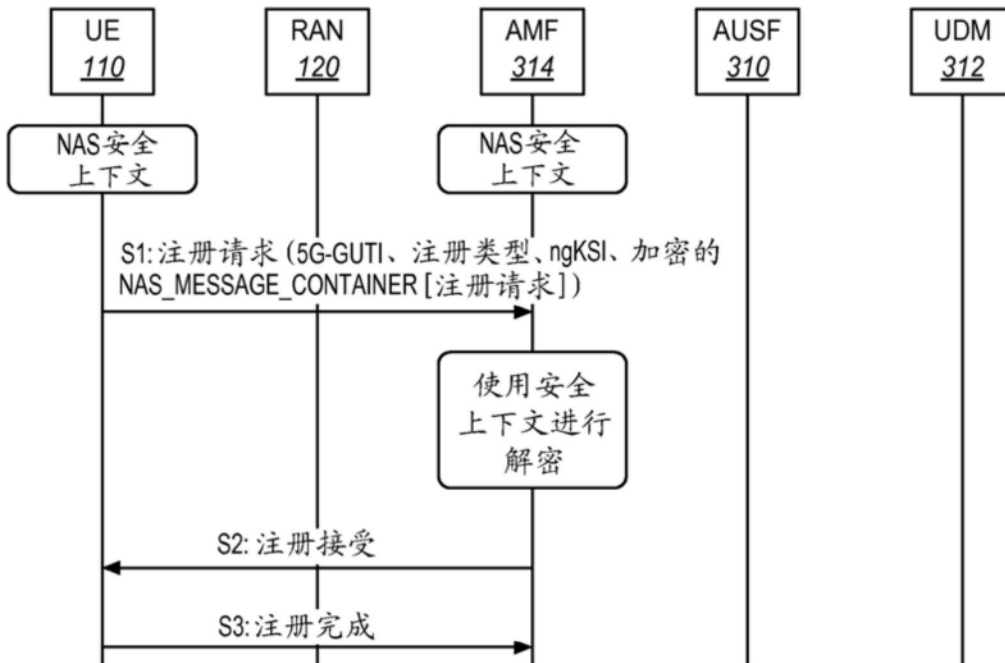 UE
110
RAN
120
AMF
314
AUSF
310
UDM
312
NAS安全
上下文
NAS安全
上下文
S1:注册请求(5G-GUTI、注册类型、ngKSI、加密的
NAS_MESSAGE_CONTAINER[注册请求])
使用安全
上下文进行
解密
S2:注册接受
S3:注册完成